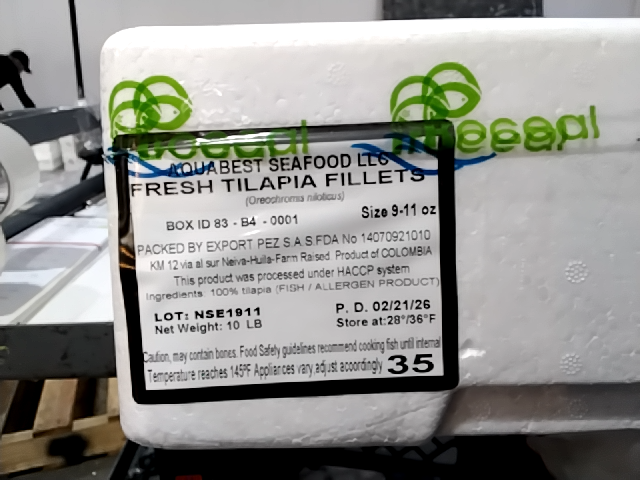 AQUABEST SEAFOOD LLC
FRESH TILAPIA FILLETS
(Oreochromis niloticus)
BOX ID 83 - B4 - 0001 Size 9-11 oz
PACKED BY EXPORT PEZ S.A.S FDA No 14070921010
KM 12 via al sur Neiva-Huila-Farm Raised Product of COLOMBIA
This product was processed under HACCP system
Ingredients: 100% tilapia (FISH / ALLERGEN PRODUCT)
LOT: NSE1911 P. D. 02/21/26
Net Weight: 10 LB Store at:28°/36°F
Caution, may contain bones. Food Safety guidelines recommend cooking fish until internal
Temperature reaches 145°F Appliances vary,adjust acoordingly 35